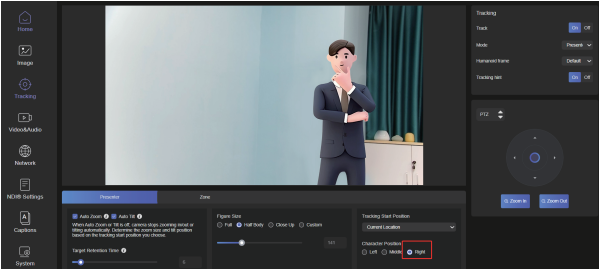 Home
Image
Tracking
Video&Audio
Network
NDI® Settings
Captions
System
Presenter
Zone
Auto Zoom
Auto Tilt
When Auto Zoom or Tilt is off, camera stops zooming in/out or
tilting automatically. Determine the zoom size and tilt position
based on the tracking start position you choose.
Target Retention Time
5
Figure Size
Full
Half Body
Close Up
Custom
Tracking Start Position
Current Location
Character Position
Left
Middle
Right
Tracking
Track
On
Off
Mode
Present
Humanoid frame
Default
Tracking hint
On
Off
PTZ
Zoom In
Zoom Out